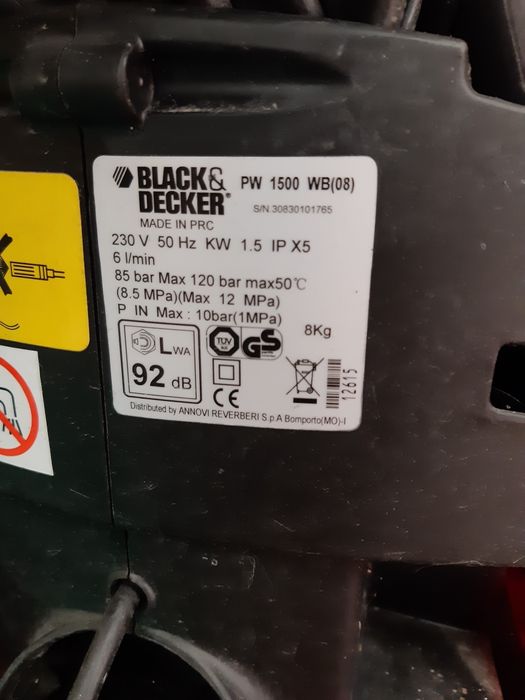 BLACK& DECKER PW 1500 WB(08)
S/N.30830101765
MADE IN PRC
230 V 50 Hz KW 1.5 IP X5
6 l/min
85 bar Max 120 bar max50℃
(8.5 MPa)(Max 12 MPa)
P IN Max : 10bar(1MPa)
8Kg
LWA
92 dB
TÜV
GS
CE
12615
Distributed by ANNOVI REVERBERI S.p.A Bomporto(MO)-I